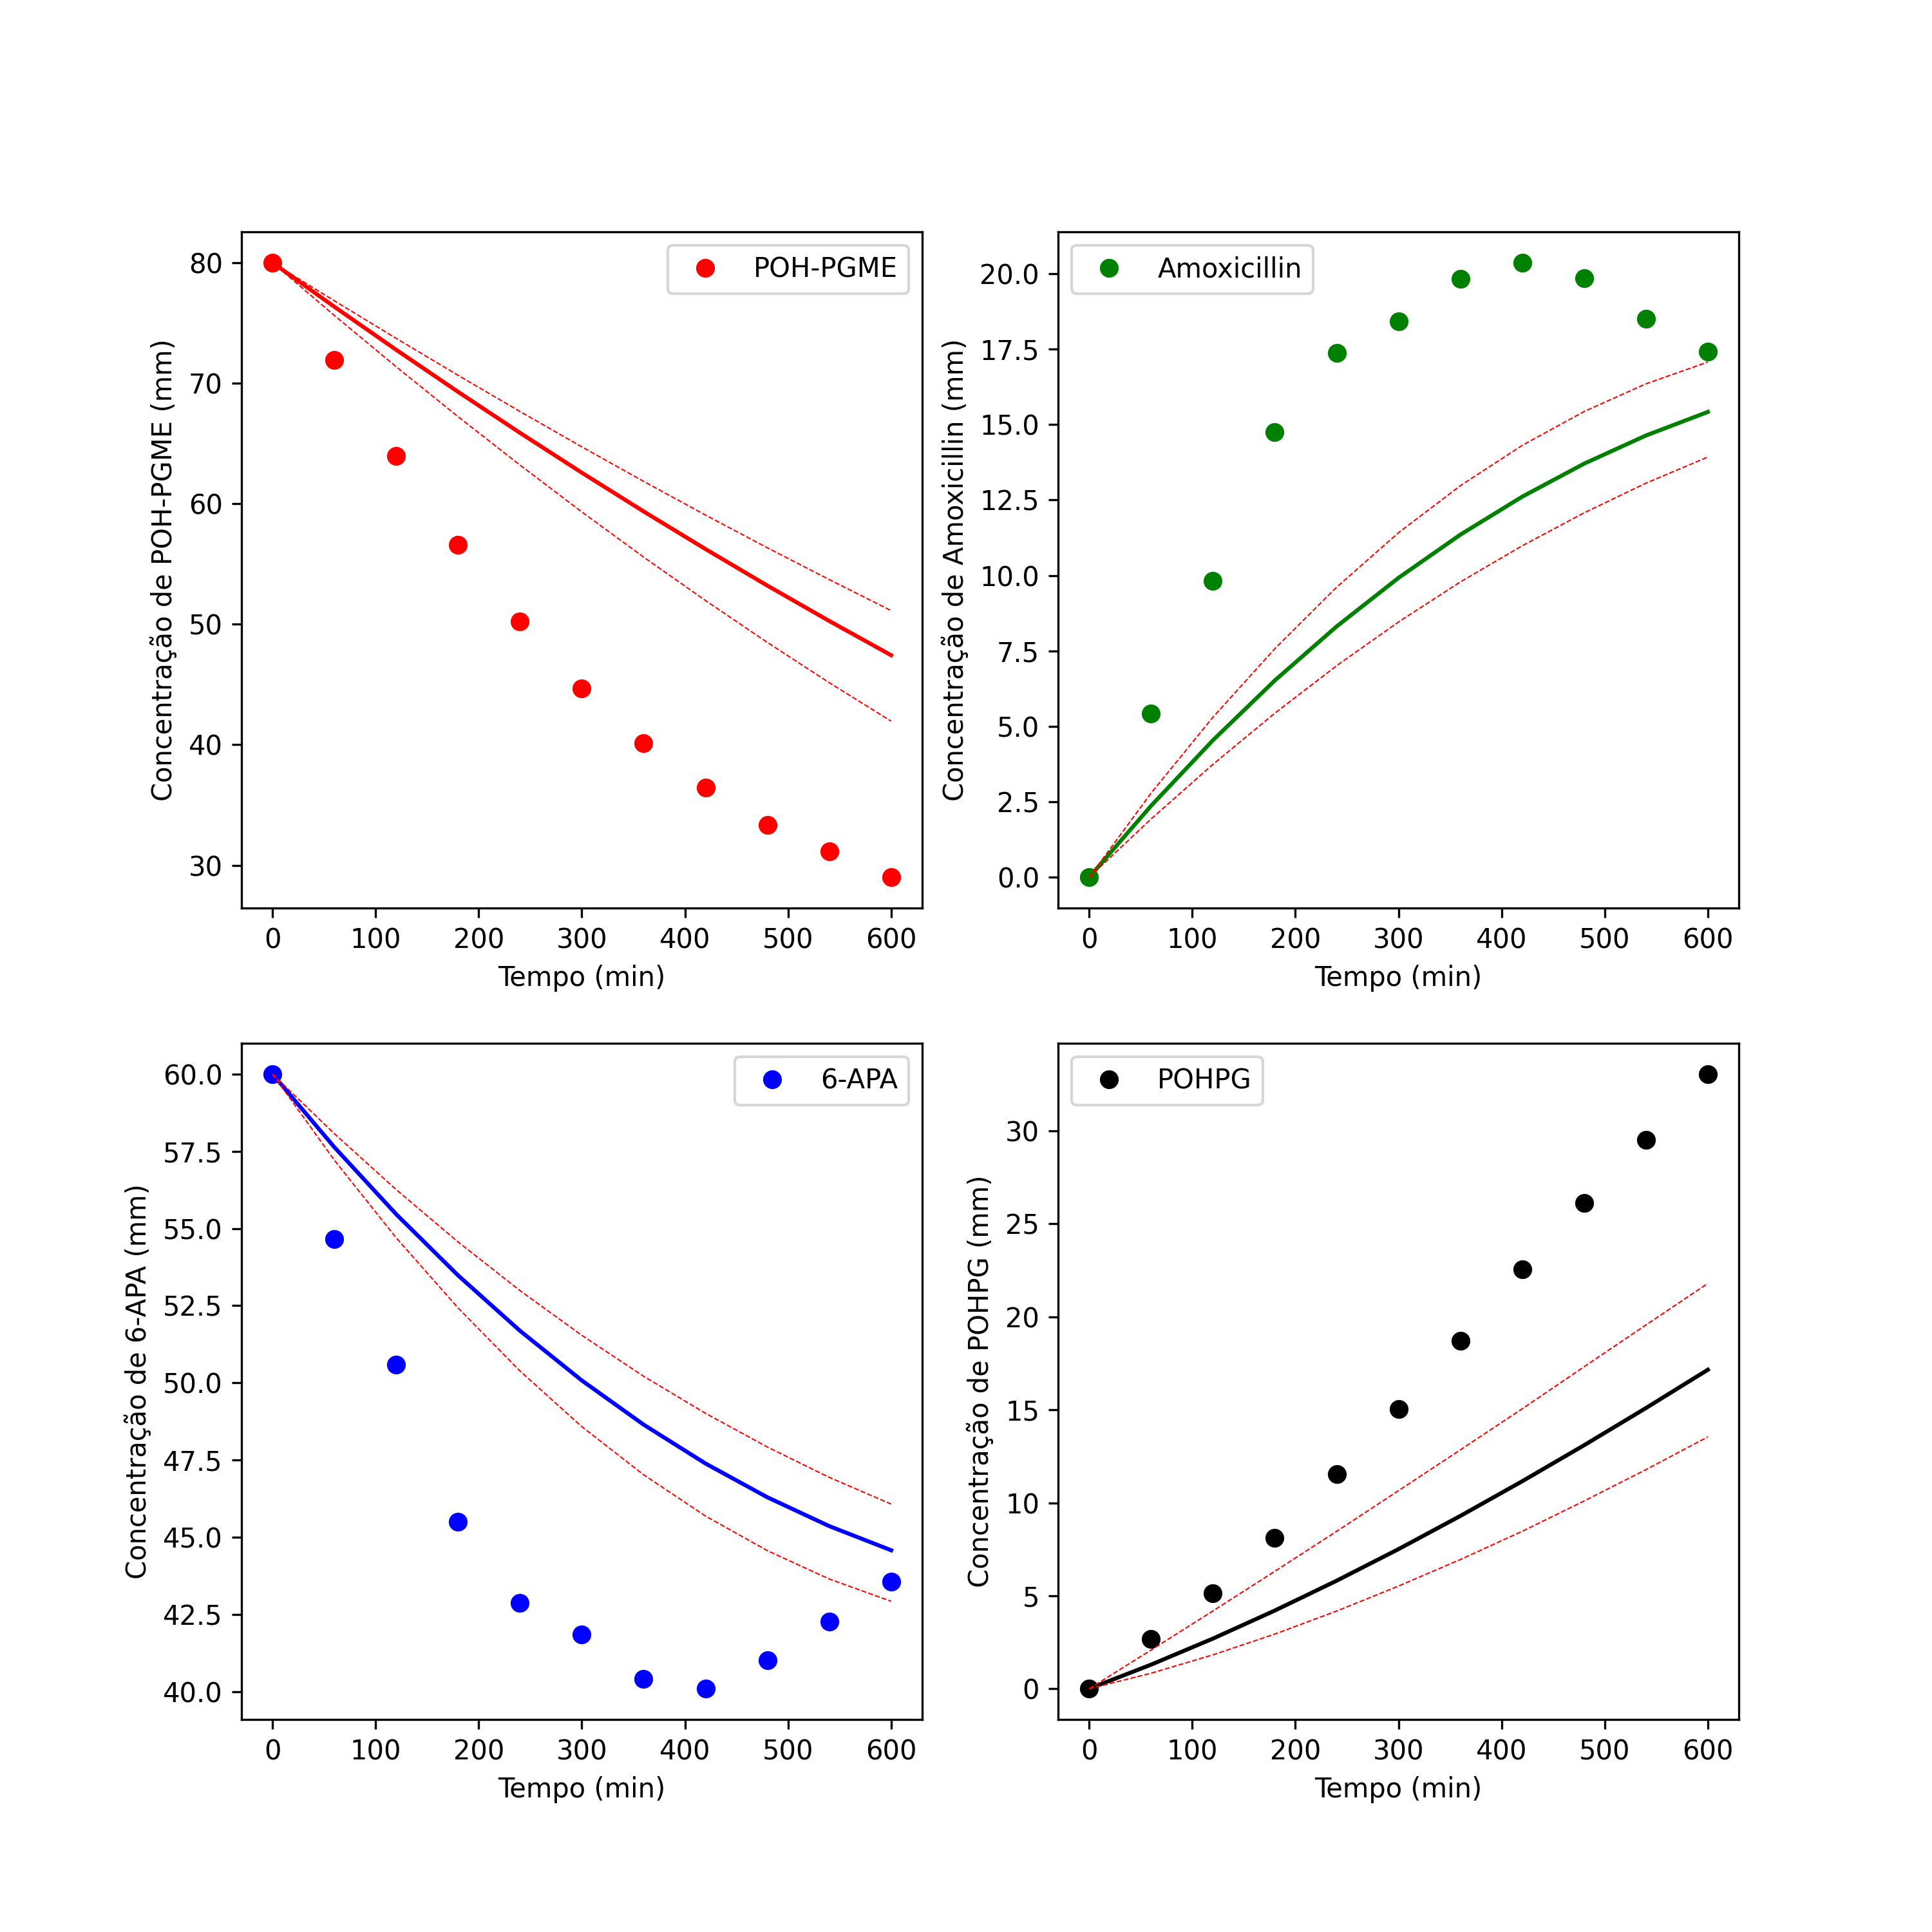 POH-PGME
Concentração de POH-PGME (mm)
80
70
60
50
40
30
0 100 200 300 400 500 600
Tempo (min)
Amoxicillin
Concentração de Amoxicillin (mm)
20.0
17.5
15.0
12.5
10.0
7.5
5.0
2.5
0.0
0 100 200 300 400 500 600
Tempo (min)
6-APA
Concentração de 6-APA (mm)
60.0
57.5
55.0
52.5
50.0
47.5
45.0
42.5
40.0
0 100 200 300 400 500 600
Tempo (min)
POHPG
Concentração de POHPG (mm)
30
25
20
15
10
5
0
0 100 200 300 400 500 600
Tempo (min)